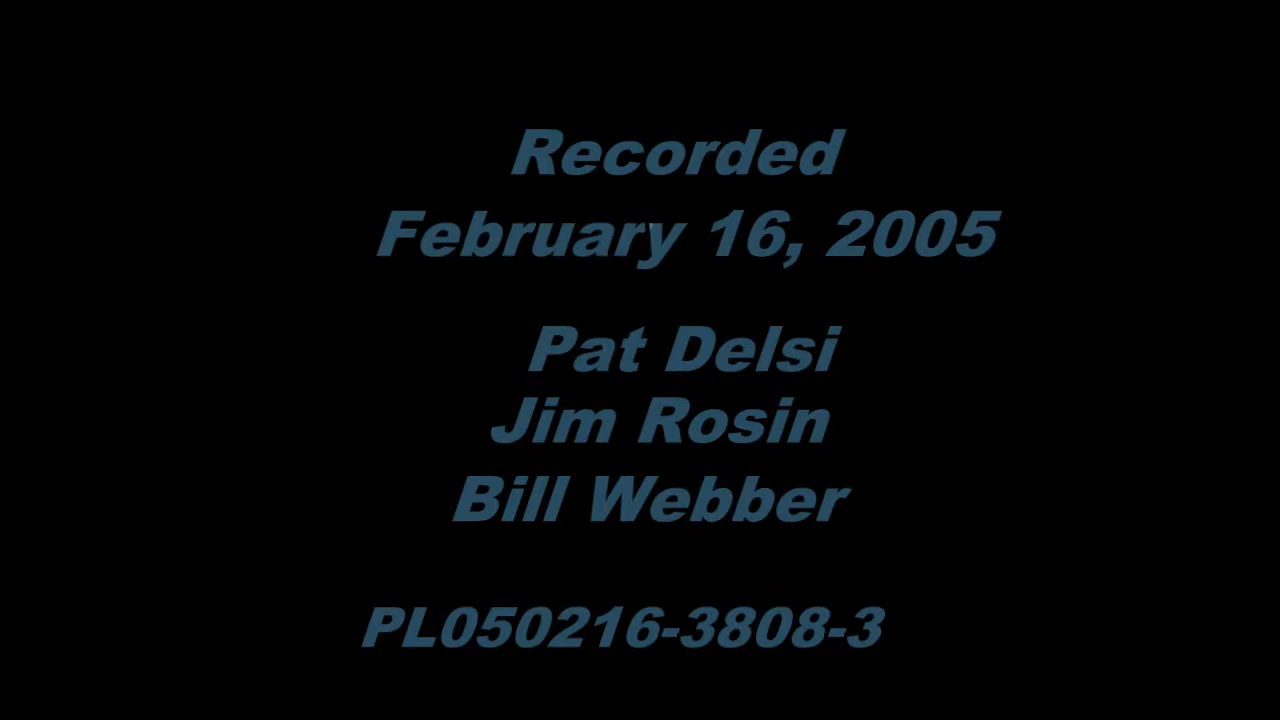 Recorded
February 16, 2005
Pat Delsi
Jim Rosin
Bill Webber
PL050216-3808-3